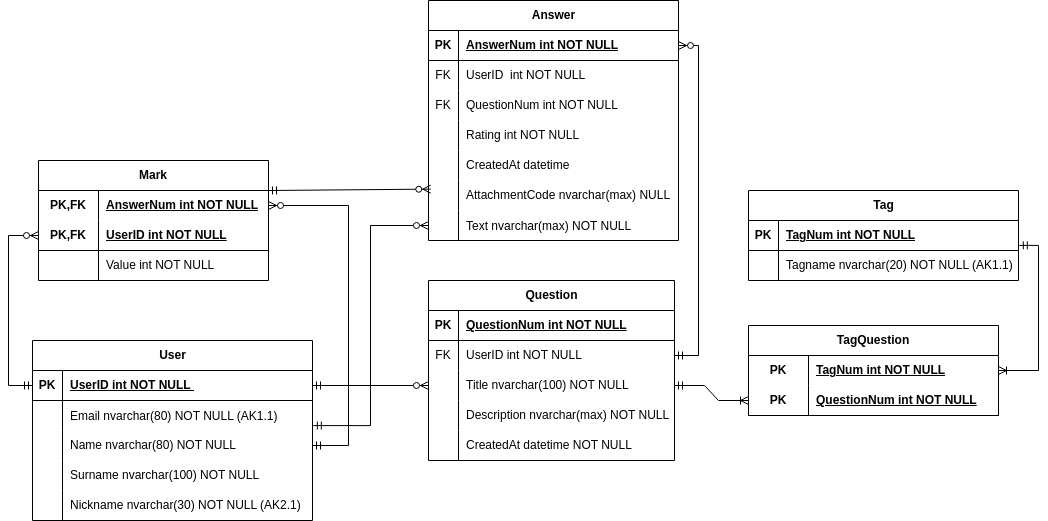 Answer
PK AnswerNum int NOT NULL
FK UserID int NOT NULL
FK QuestionNum int NOT NULL
Rating int NOT NULL
CreatedAt datetime
AttachmentCode nvarchar(max) NULL
Text nvarchar(max) NOT NULL
Mark
PK,FK AnswerNum int NOT NULL
PK,FK UserID int NOT NULL
Value int NOT NULL
Tag
PK TagNum int NOT NULL
Tagname nvarchar(20) NOT NULL (AK1.1)
Question
PK QuestionNum int NOT NULL
FK UserID int NOT NULL
Title nvarchar(100) NOT NULL
Description nvarchar(max) NOT NULL
CreatedAt datetime NOT NULL
TagQuestion
PK TagNum int NOT NULL
PK QuestionNum int NOT NULL
User
PK UserID int NOT NULL
Email nvarchar(80) NOT NULL (AK1.1)
Name nvarchar(80) NOT NULL
Surname nvarchar(100) NOT NULL
Nickname nvarchar(30) NOT NULL (AK2.1)